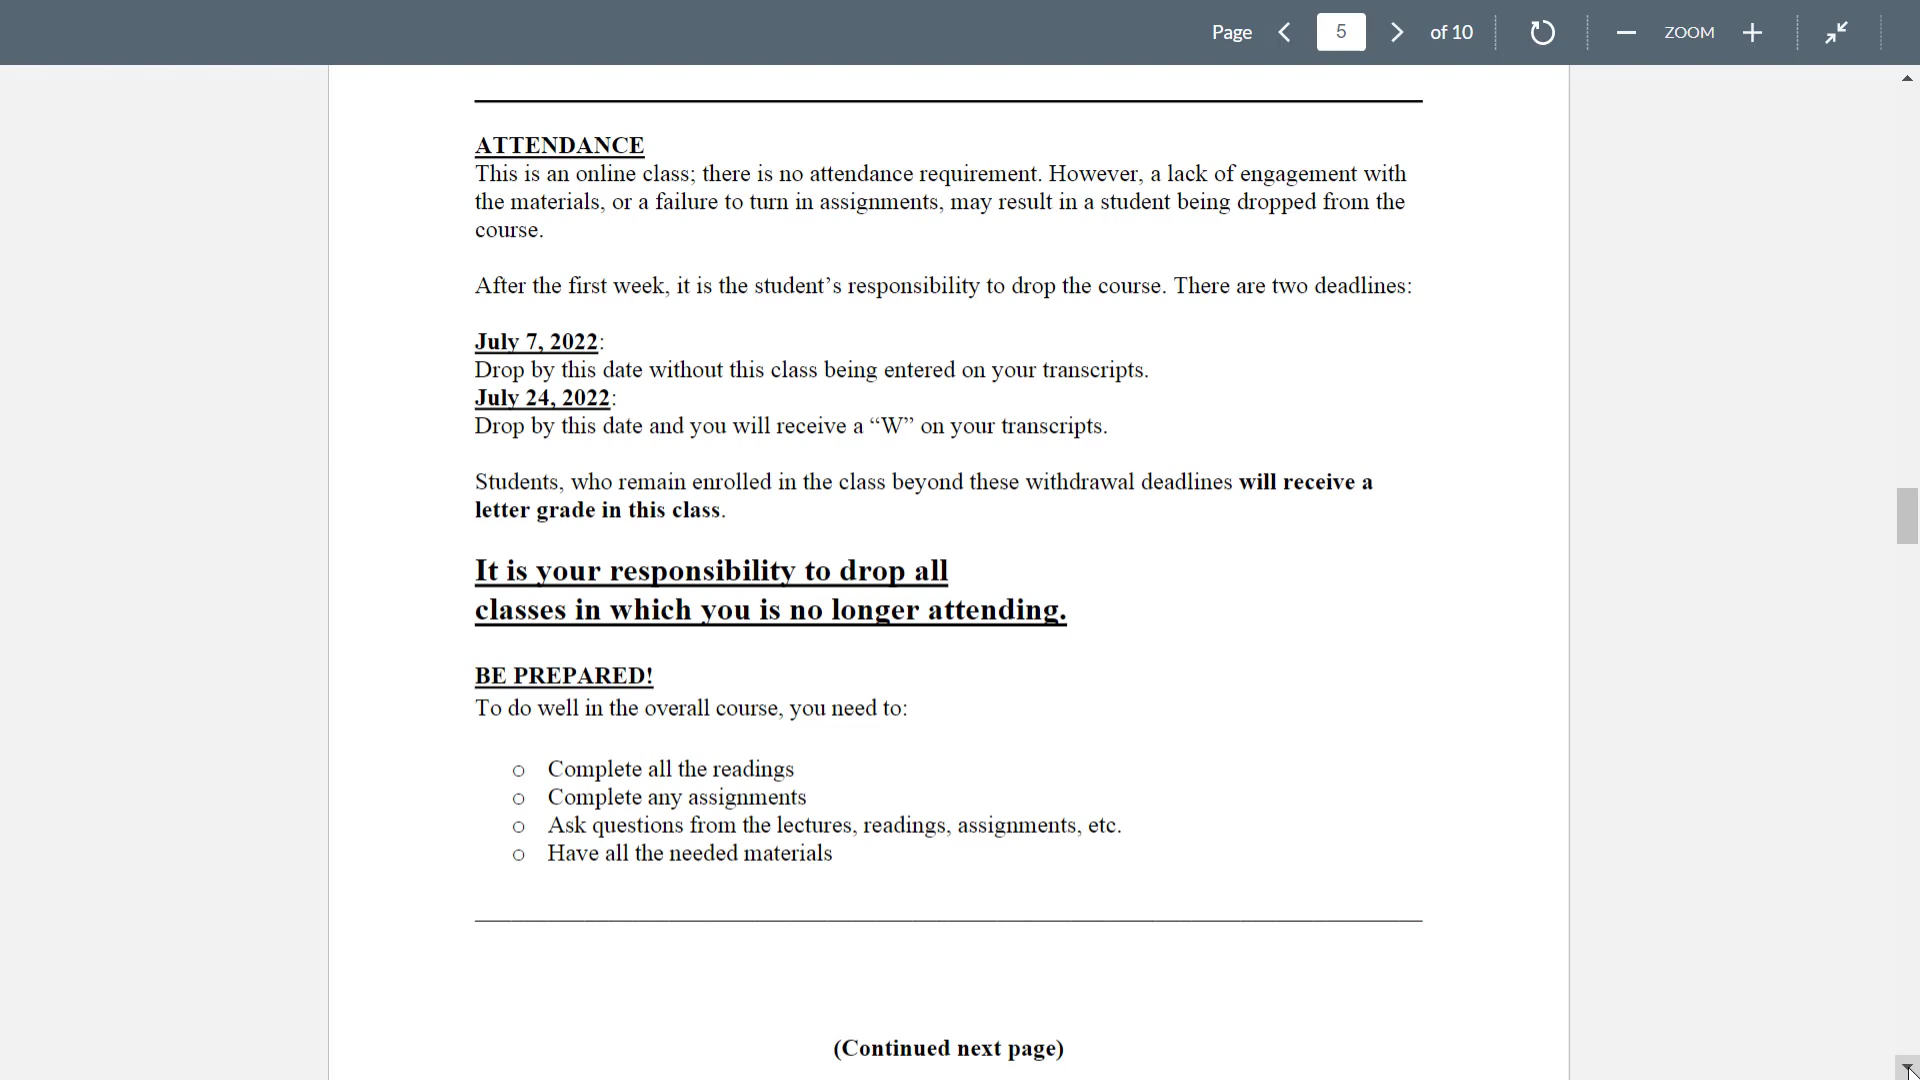 Page 5 of 10 ZOOM
ATTENDANCE
This is an online class; there is no attendance requirement. However, a lack of engagement with
the materials, or a failure to turn in assignments, may result in a student being dropped from the
course.
After the first week, it is the student’s responsibility to drop the course. There are two deadlines:
July 7, 2022:
Drop by this date without this class being entered on your transcripts.
July 24, 2022:
Drop by this date and you will receive a “W” on your transcripts.
Students, who remain enrolled in the class beyond these withdrawal deadlines will receive a
letter grade in this class.
It is your responsibility to drop all
classes in which you is no longer attending.
BE PREPARED!
To do well in the overall course, you need to:
○ Complete all the readings
○ Complete any assignments
○ Ask questions from the lectures, readings, assignments, etc.
○ Have all the needed materials
(Continued next page)